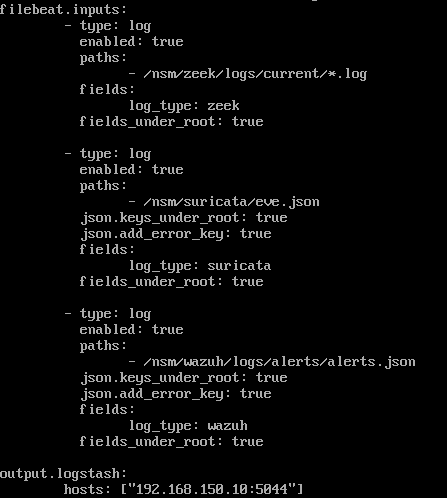 filebeat.inputs:
- type: log
enabled: true
paths:
- /nsm/zeek/logs/current/*.log
fields:
log_type: zeek
fields_under_root: true
- type: log
enabled: true
paths:
- /nsm/suricata/eve.json
json.keys_under_root: true
json.add_error_key: true
fields:
log_type: suricata
fields_under_root: true
- type: log
enabled: true
paths:
- /nsm/wazuh/logs/alerts/alerts.json
json.keys_under_root: true
json.add_error_key: true
fields:
log_type: wazuh
fields_under_root: true
output.logstash:
hosts: ["192.168.150.10:5044"]